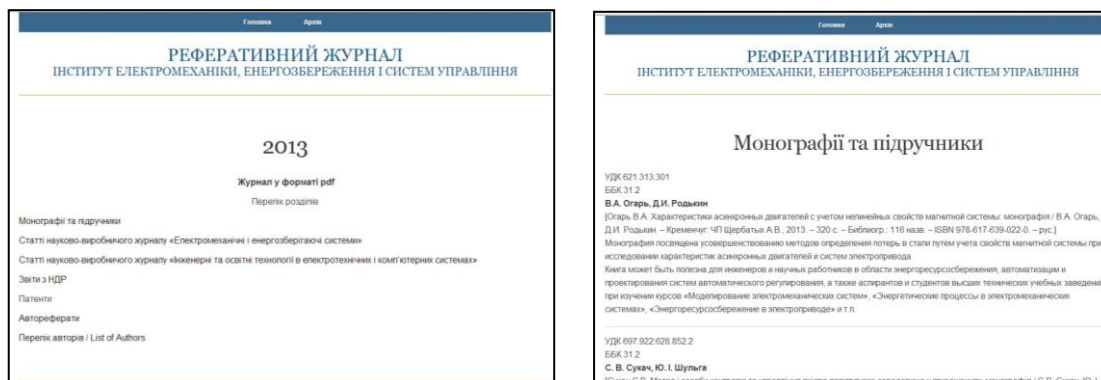 Головна Архів
РЕФЕРАТИВНИЙ ЖУРНАЛ
ІНСТИТУТ ЕЛЕКТРОМЕХАНІКИ, ЕНЕРГОЗБЕРЕЖЕННЯ І СИСТЕМ УПРАВЛІННЯ
2013
Журнал у форматі pdf
Перелік розділів
Монографії та підручники
Статті науково-виробничого журналу «Електромеханічні і енергозберігаючі системи»
Статті науково-виробничого журналу «Інженерні та освітні технології в електротехнічних і комп'ютерних системах»
Звіти з НДР
Патенти
Автореферати
Перелік авторів / List of Authors
Головна Архів
РЕФЕРАТИВНИЙ ЖУРНАЛ
ІНСТИТУТ ЕЛЕКТРОМЕХАНІКИ, ЕНЕРГОЗБЕРЕЖЕННЯ І СИСТЕМ УПРАВЛІННЯ
Монографії та підручники
УДК 621.313.301
ББК 31.2
В.А. Огарь, Д.И. Родькин
[Огарь В.А. Характеристики асинхронных двигателей с учетом нелинейных свойств магнитной системы: монография / В.А. Огарь,
Д.И. Родькин. – Кременчуг: ЧП Щербатых А.В., 2013. – 320 с. – Библиогр.: 116 назв. – ISBN 978-617-639-022-0. – рус.]
Монография посвящена усовершенствованию методов определения потерь в стали путем учета свойств магнитной системы при
исследовании характеристик асинхронных двигателей и систем электропривода.
Книга может быть полезна для инженеров и научных работников в области энергоресурсосбережения, автоматизации и
проектирования систем автоматического регулирования, а также аспирантов и студентов высших технических учебных заведений
при изучении курсов «Моделирование электромеханических систем», «Энергетические процессы в электромеханических
системах», «Энергоресурсосбережение в электроприводе» и т.п.
УДК 697.922:628.852.2
ББК 31.2
С. В. Сукач, Ю. І. Шульга